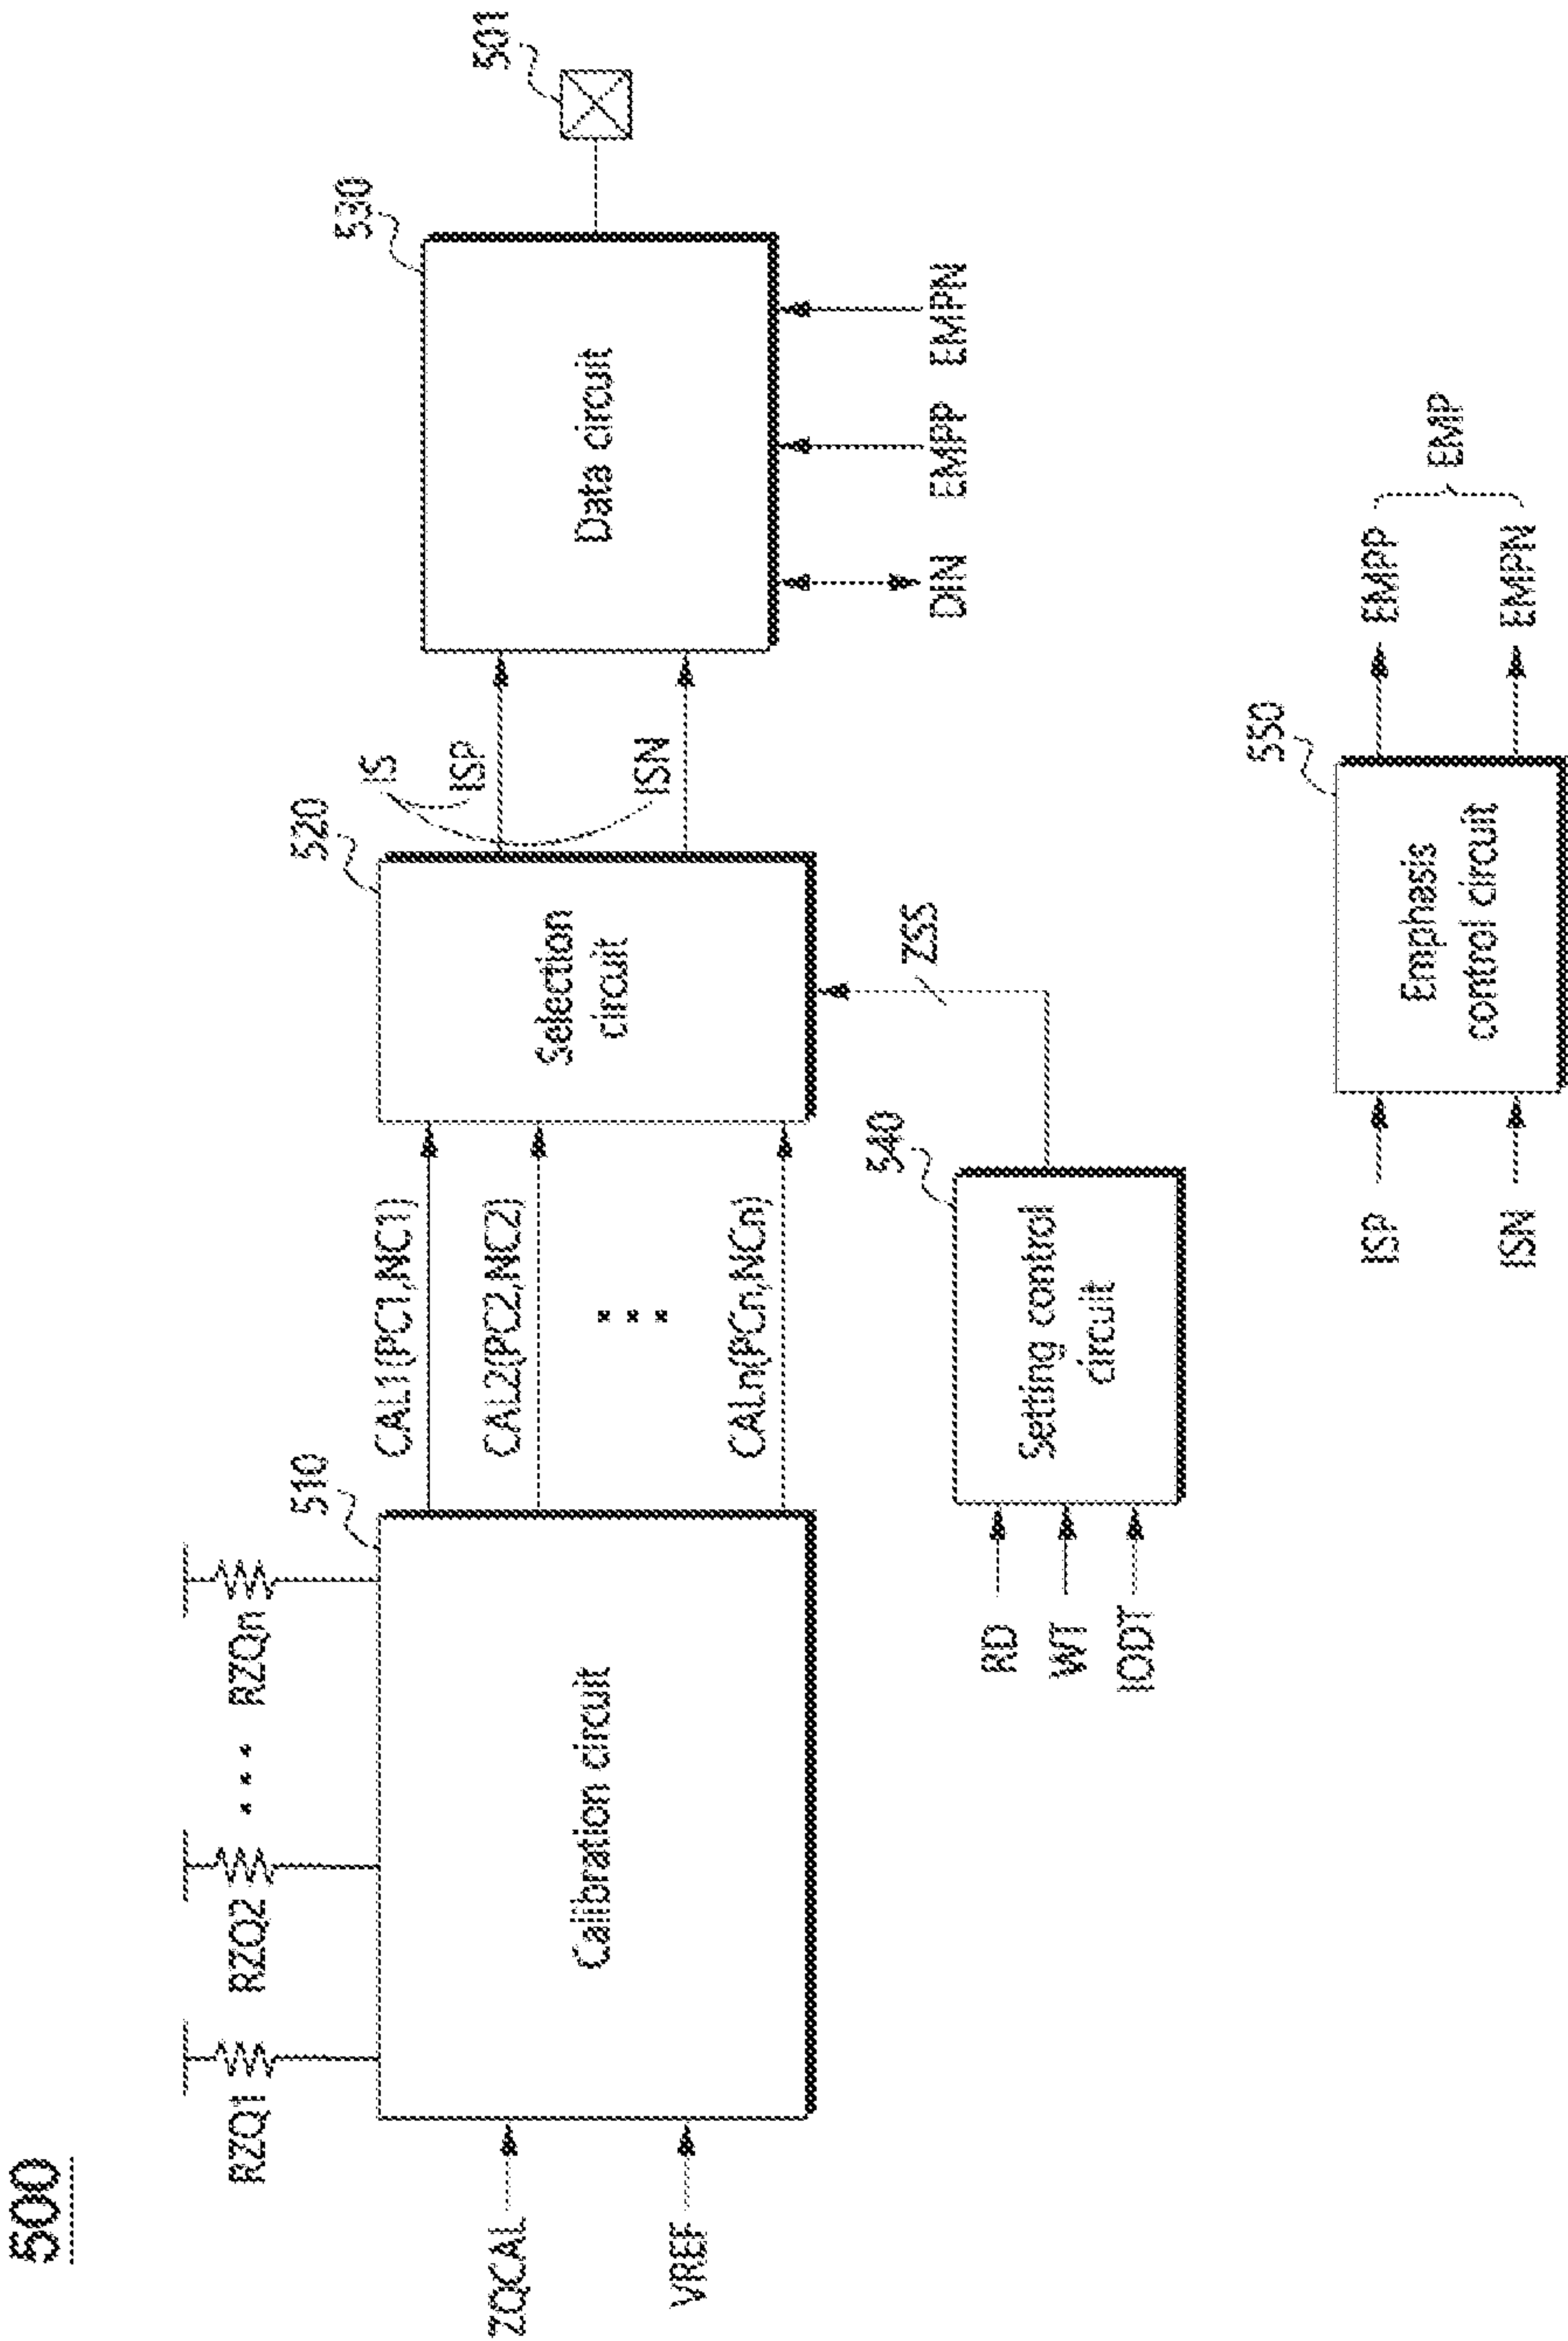 500
RZQ1
RZQ2
• • •
RZQn
510
520
530
501
ZQCAL
VREF
Calibration circuit
CAL1(PC1,NC1)
CAL2(PC2,NC2)
• • •
CALn(PCn,NCn)
Selection
circuit
IS
ISP
ISN
Data circuit
DIN
EMPP
EMPN
540
RD
WT
IODT
Setting control
circuit
ZSS
550
ISP
ISN
Emphasis
control circuit
EMPP
EMPN
EMP